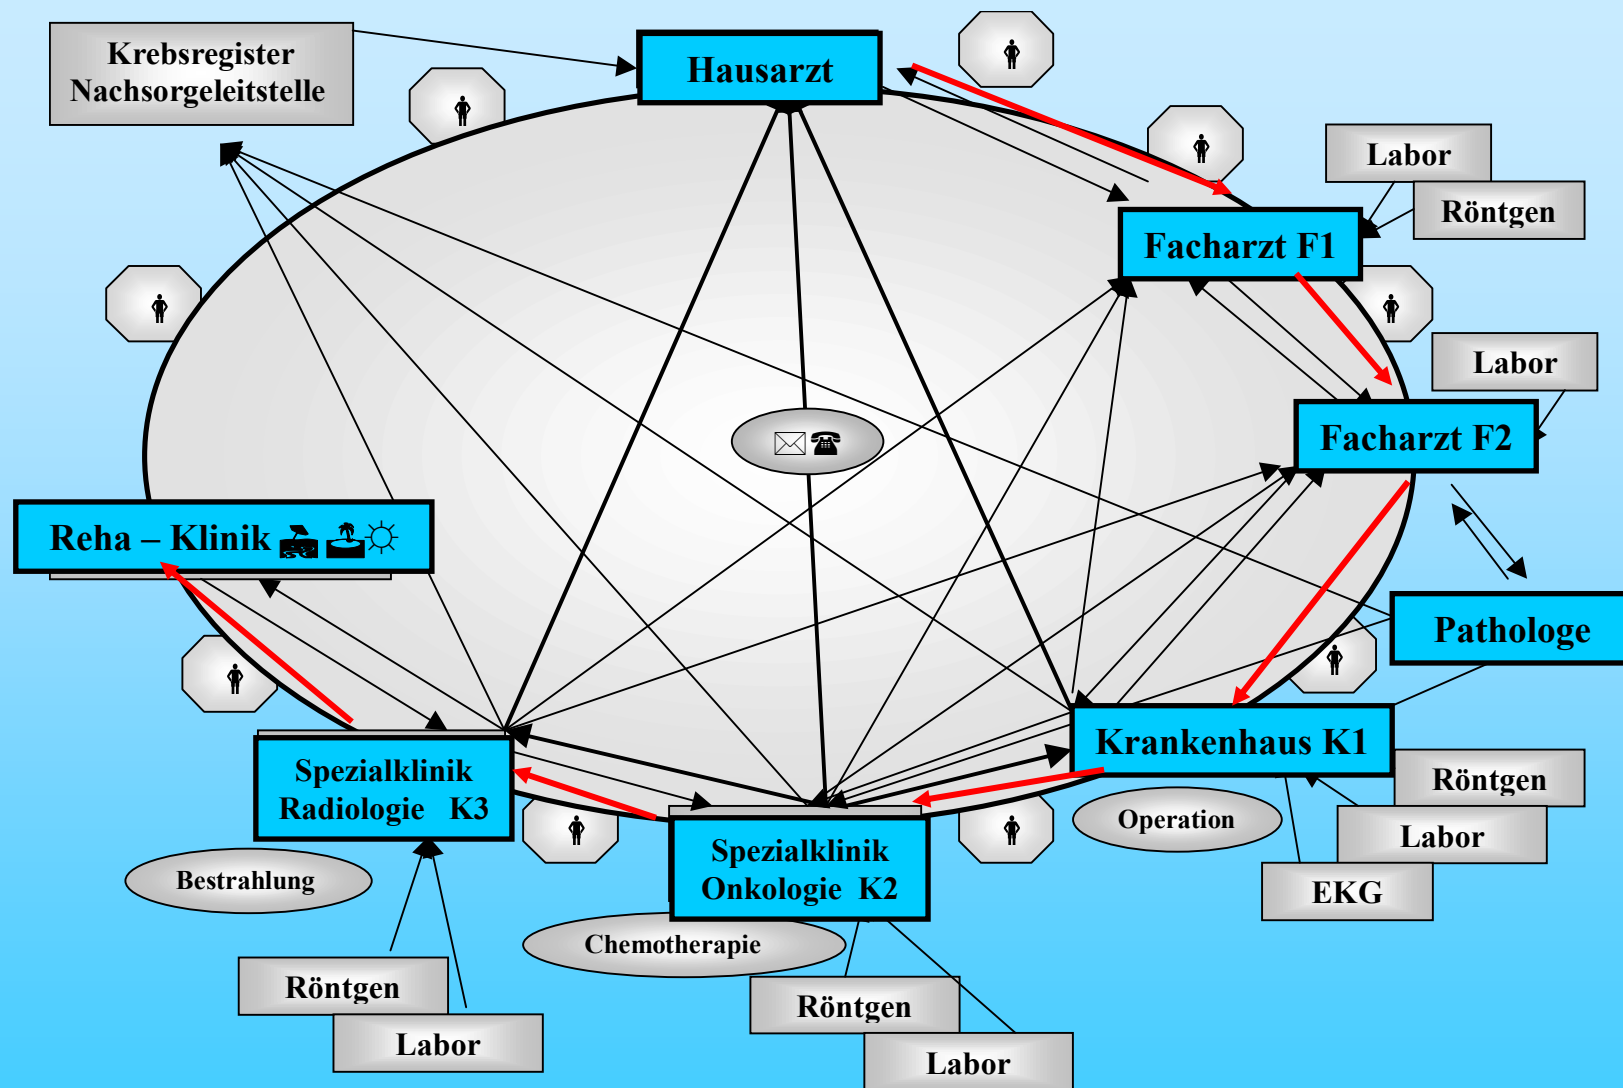 Krebsregister
Nachsorgeleitstelle
Hausarzt
Labor
Röntgen
Facharzt F1
Labor
Facharzt F2
Reha – Klinik
Pathologe
Krankenhaus K1
Spezialklinik
Radiologie K3
Röntgen
Operation
Labor
Spezialklinik
Onkologie K2
Bestrahlung
EKG
Chemotherapie
Röntgen
Labor
Röntgen
Labor